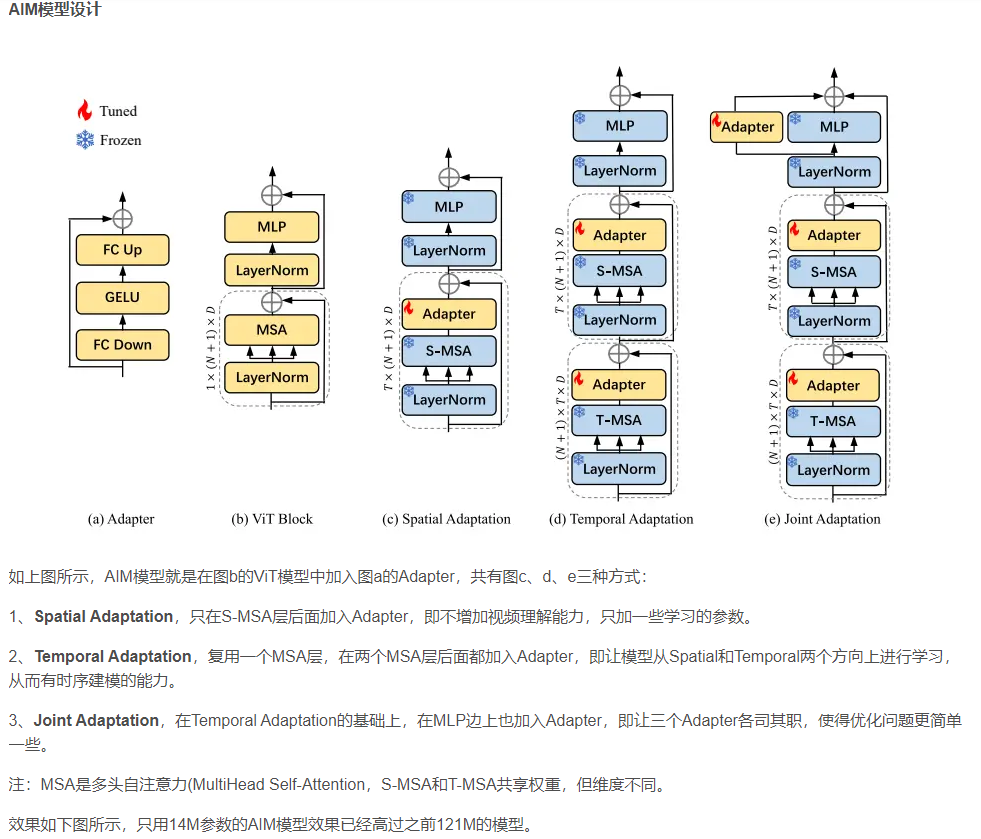 AIM模型设计
Tuned
Frozen
FC Up
GELU
FC Down
(a) Adapter
MLP
LayerNorm
MSA
LayerNorm
1 × (N + 1) × D
(b) ViT Block
MLP
LayerNorm
Adapter
S-MSA
LayerNorm
T × (N + 1) × D
(c) Spatial Adaptation
MLP
LayerNorm
Adapter
S-MSA
LayerNorm
T × (N + 1) × D
Adapter
T-MSA
LayerNorm
(N + 1) × T × D
(d) Temporal Adaptation
Adapter
MLP
LayerNorm
Adapter
S-MSA
LayerNorm
T × (N + 1) × D
Adapter
T-MSA
LayerNorm
(N + 1) × T × D
(e) Joint Adaptation
如上图所示，AIM模型就是在图b的ViT模型中加入图a的Adapter，共有图c、d、e三种方式：
1、Spatial Adaptation，只在S-MSA层后面加入Adapter，即不增加视频理解能力，只加一些学习的参数。
2、Temporal Adaptation，复用一个MSA层，在两个MSA层后面都加入Adapter，即让模型从Spatial和Temporal两个方向上进行学习，
从而有时序建模的能力。
3、Joint Adaptation，在Temporal Adaptation的基础上，在MLP边上也加入Adapter，即让三个Adapter各司其职，使得优化问题更简单
一些。
注：MSA是多头自注意力(MultiHead Self-Attention，S-MSA和T-MSA共享权重，但维度不同。
效果如下图所示，只用14M参数的AIM模型效果已经高过之前121M的模型。